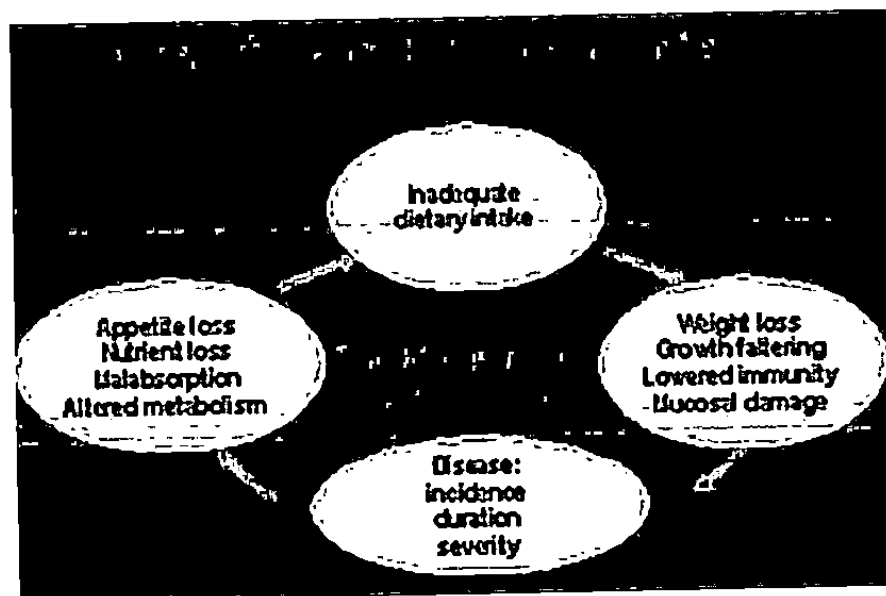 Inadequate
dietary intake
Appetite loss
Nutrient loss
Malabsorption
Altered metabolism
Weight loss
Growth faltering
Lowered immunity
Mucosal damage
Disease:
incidence
duration
severity